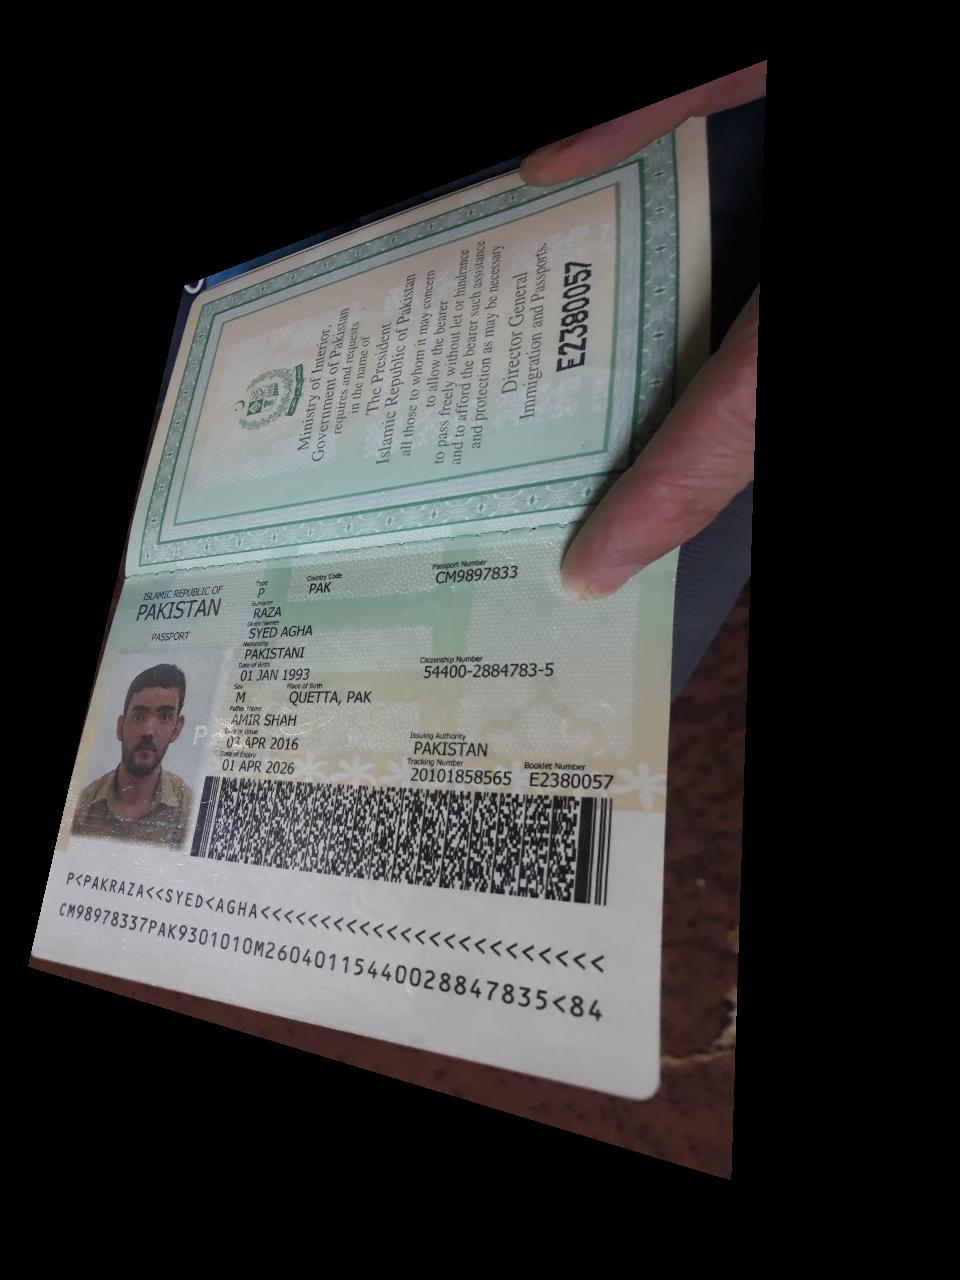 Ministry of Interior,
Government of Pakistan
requires and requests
in the name of
The President
Islamic Republic of Pakistan
all those to whom it may concern
to allow the bearer
to pass freely without let or hindrance
and to afford the bearer such assistance
and protection as may be necessary
Director General
Immigration and Passports.
E2380057
ISLAMIC REPUBLIC OF
PAKISTAN
PASSPORT
Type Country Code Passport Number
P PAK CM9897833
Surname
RAZA
Given Names
SYED AGHA
Nationality
PAKISTANI
Date of Birth Citizenship Number
01 JAN 1993 54400-2884783-5
Sex Place of Birth
M QUETTA, PAK
Father Name
AMIR SHAH
Date of Issue Issuing Authority
03 APR 2016 PAKISTAN
Date of Expiry Tracking Number Booklet Number
01 APR 2026 20101858565 E2380057
P<PAKRAZA<<SYED<AGHA<<<<<<<<<<<<<<<<<<<<<<<<
CM98978337PAK9301010M26040115440028847835<84